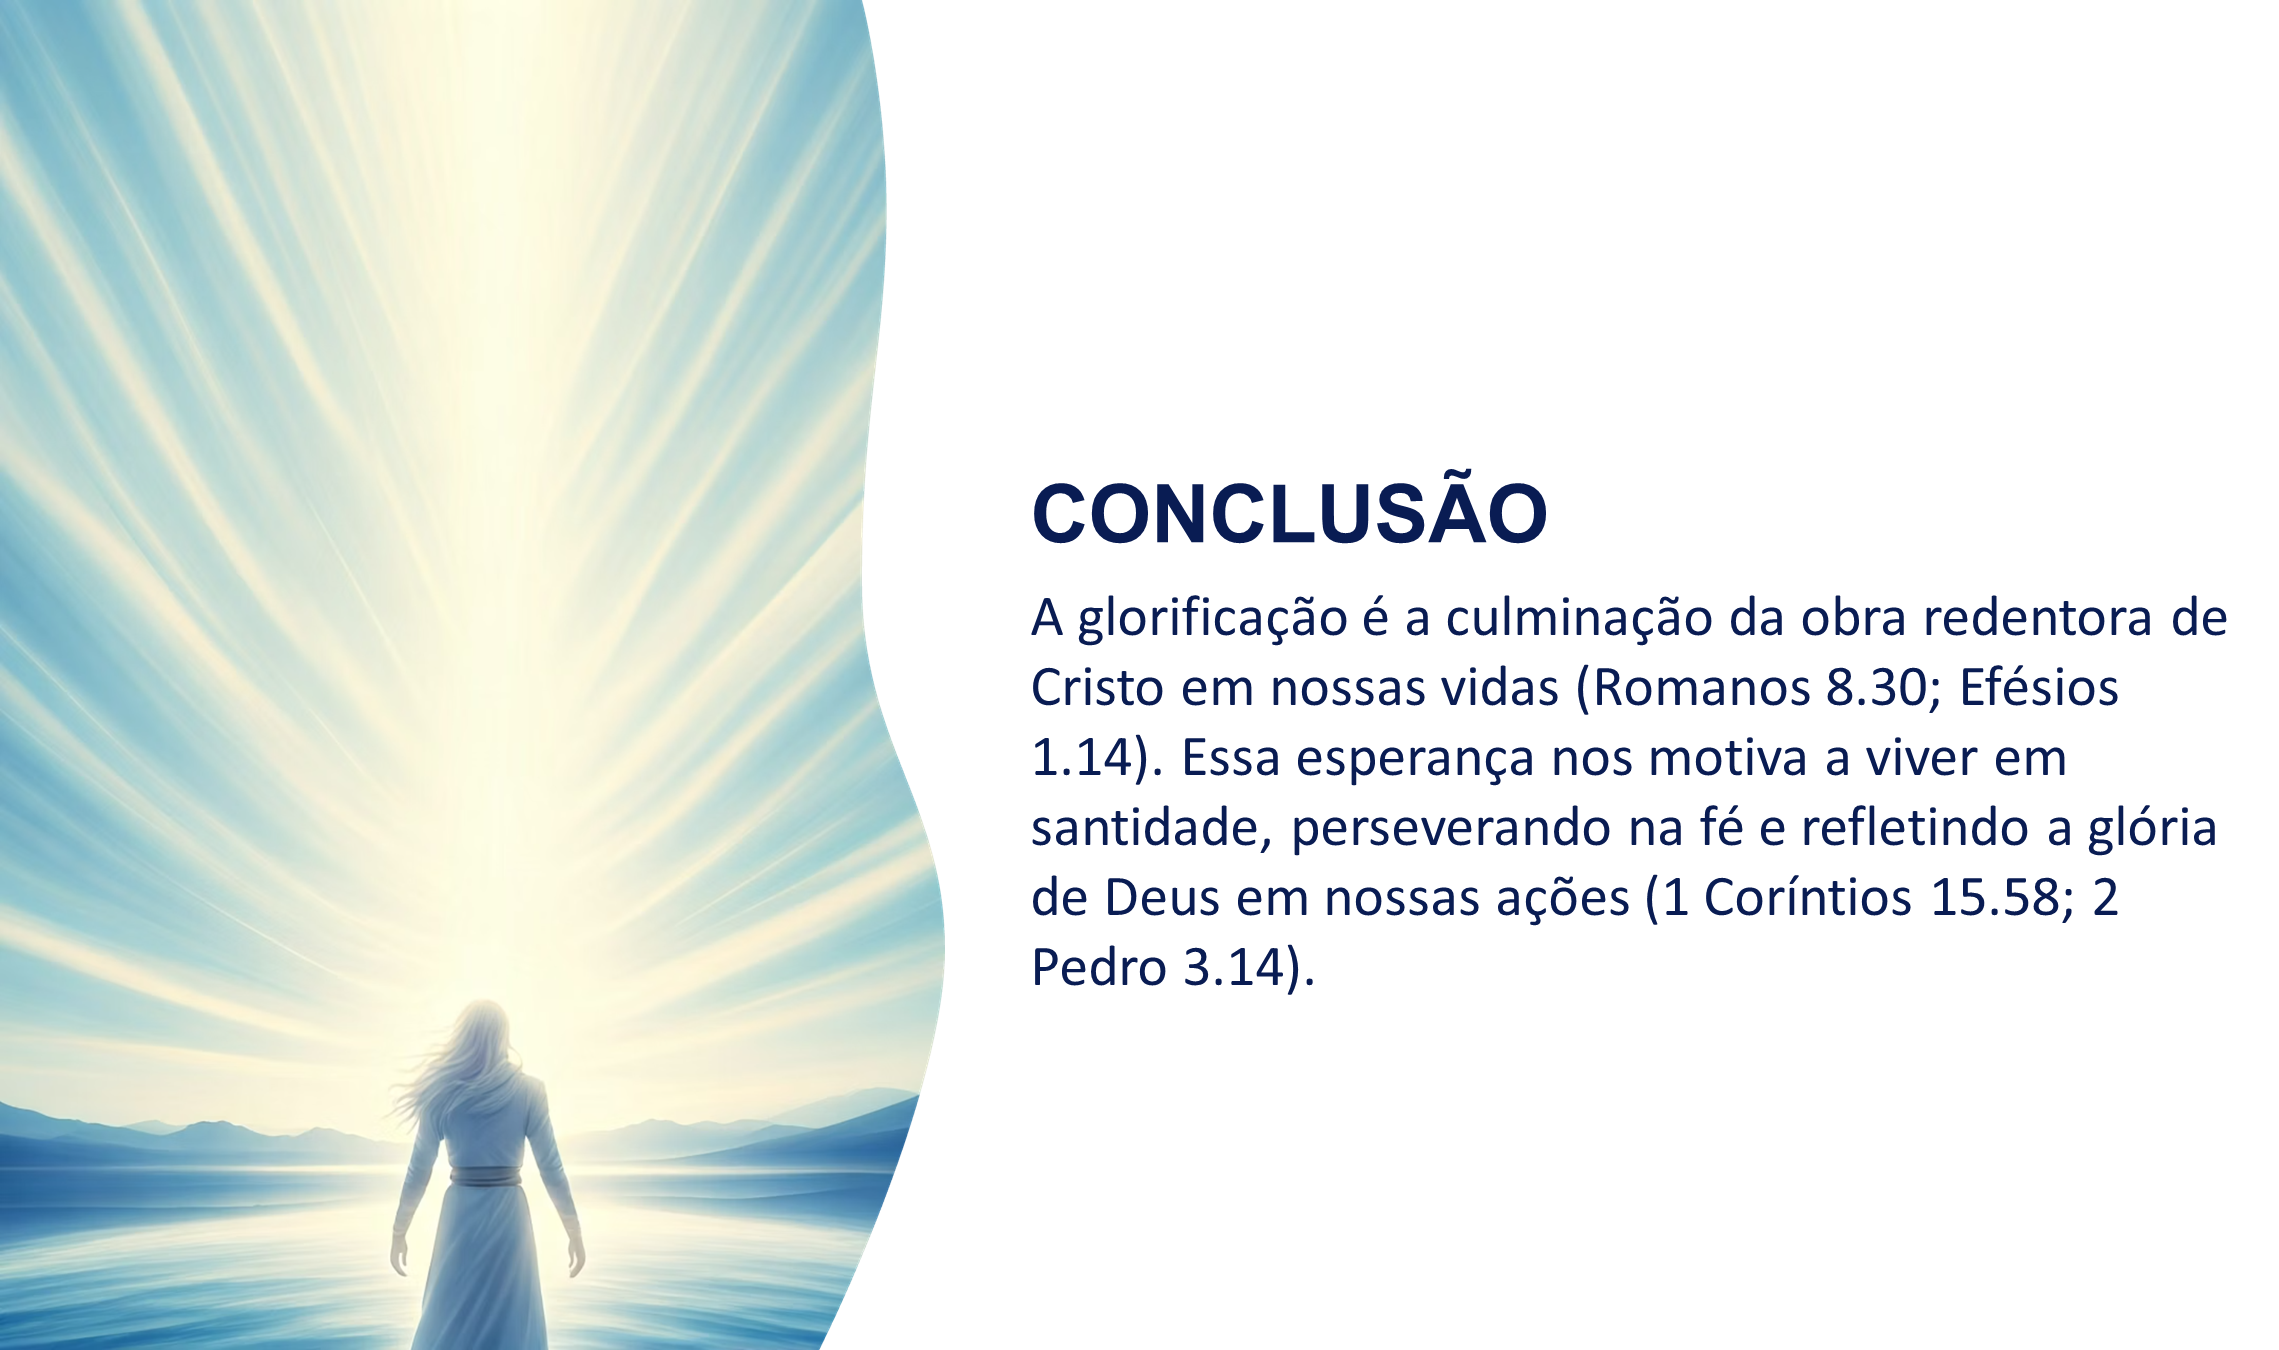 CONCLUSÃO
A glorificação é a culminação da obra redentora de
Cristo em nossas vidas (Romanos 8.30; Efésios
1.14). Essa esperança nos motiva a viver em
santidade, perseverando na fé e refletindo a glória
de Deus em nossas ações (1 Coríntios 15.58; 2
Pedro 3.14).